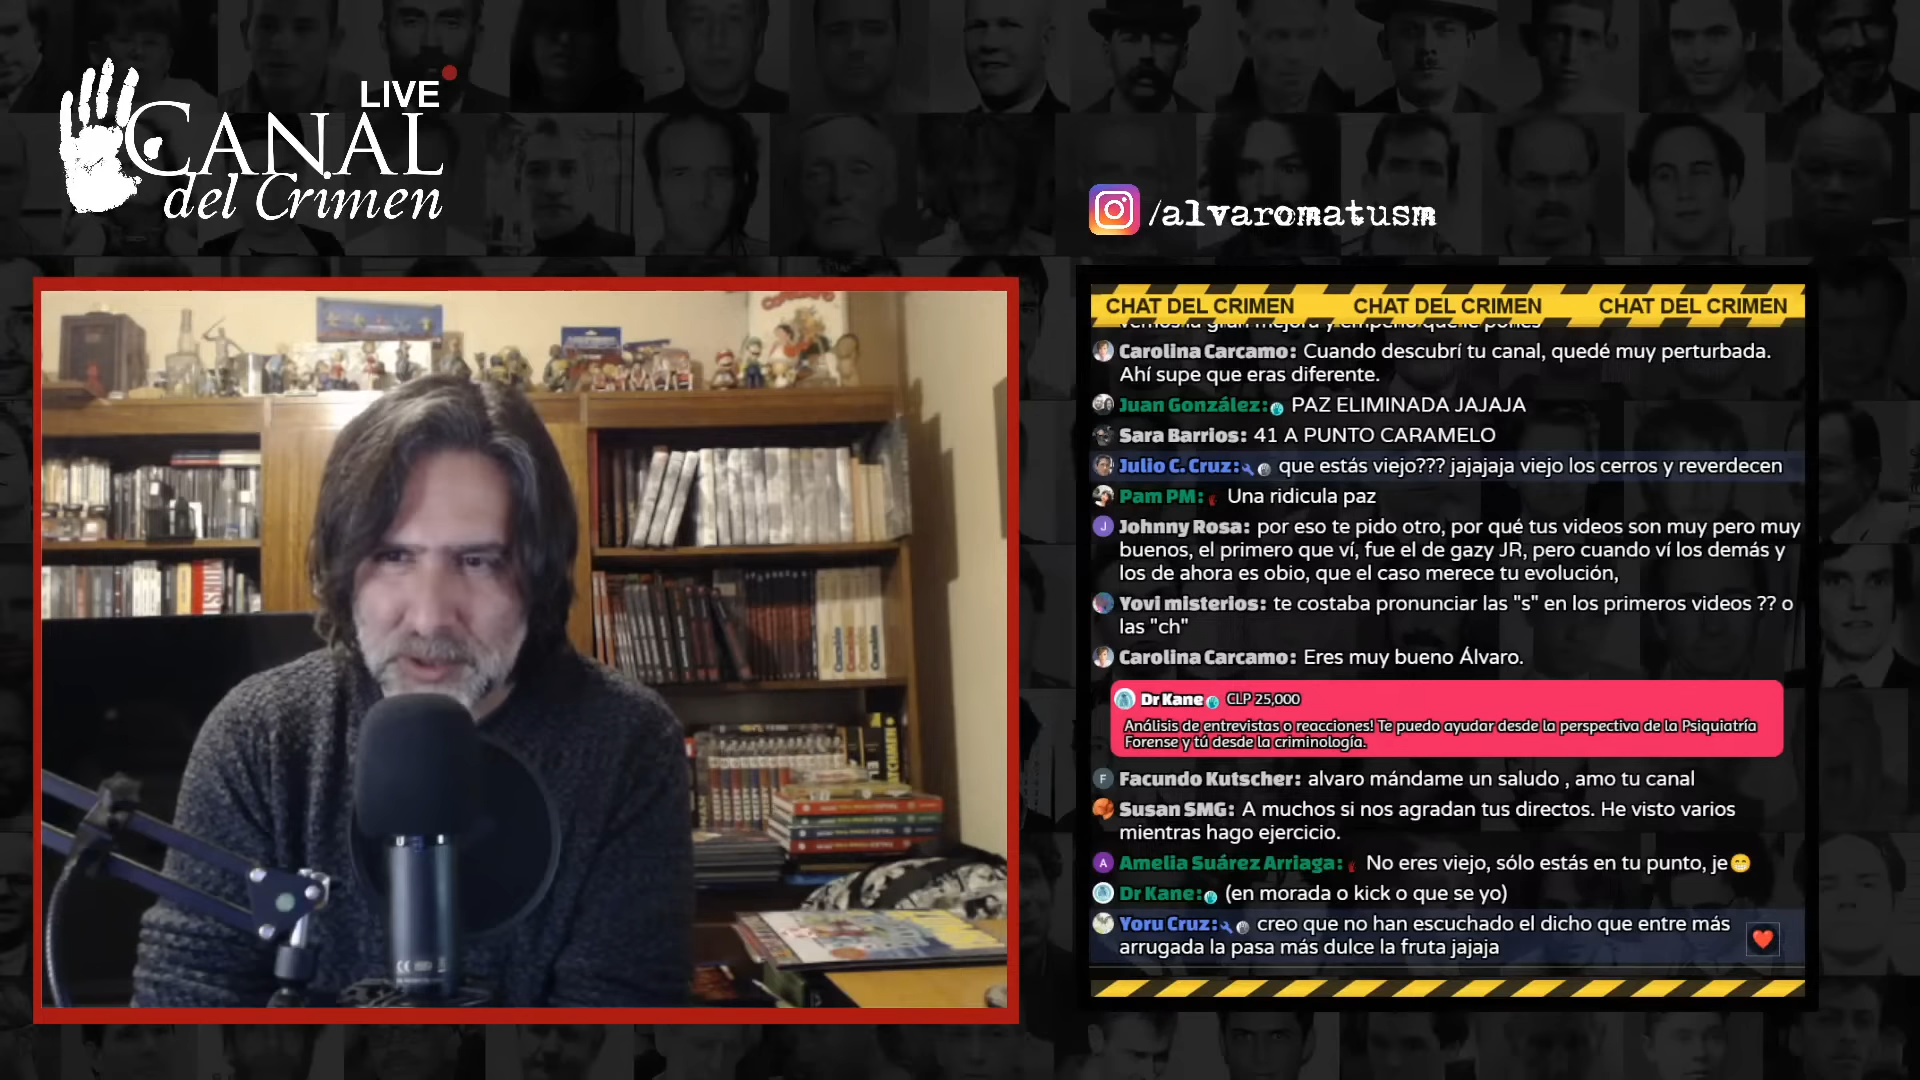 LIVE
CANAL
del Crimen
/alvaromatusm
CHAT DEL CRIMEN CHAT DEL CRIMEN CHAT DEL CRIMEN
vemos la gran mejora y empeño que le pones
Carolina Carcamo: Cuando descubrí tu canal, quedé muy perturbada.
Ahí supe que eras diferente.
Juan González: PAZ ELIMINADA JAJAJA
Sara Barrios: 41 A PUNTO CARAMELO
Julio C. Cruz: que estás viejo??? jajajaja viejo los cerros y reverdecen
Pam PM: Una ridicula paz
J Johnny Rosa: por eso te pido otro, por qué tus videos son muy pero muy
buenos, el primero que ví, fue el de gazy JR, pero cuando ví los demás y
los de ahora es obio, que el caso merece tu evolución,
Yovi misterios: te costaba pronunciar las "s" en los primeros videos ?? o
las "ch"
Carolina Carcamo: Eres muy bueno Álvaro.
Dr Kane CLP 25,000
Análisis de entrevistas o reacciones! Te puedo ayudar desde la perspectiva de la Psiquiatría
Forense y tú desde la criminología.
F Facundo Kutscher: alvaro mándame un saludo , amo tu canal
Susan SMG: A muchos si nos agradan tus directos. He visto varios
mientras hago ejercicio.
A Amelia Suárez Arriaga: No eres viejo, sólo estás en tu punto, je😁
Dr Kane: (en morada o kick o que se yo)
Yoru Cruz: creo que no han escuchado el dicho que entre más
arrugada la pasa más dulce la fruta jajaja